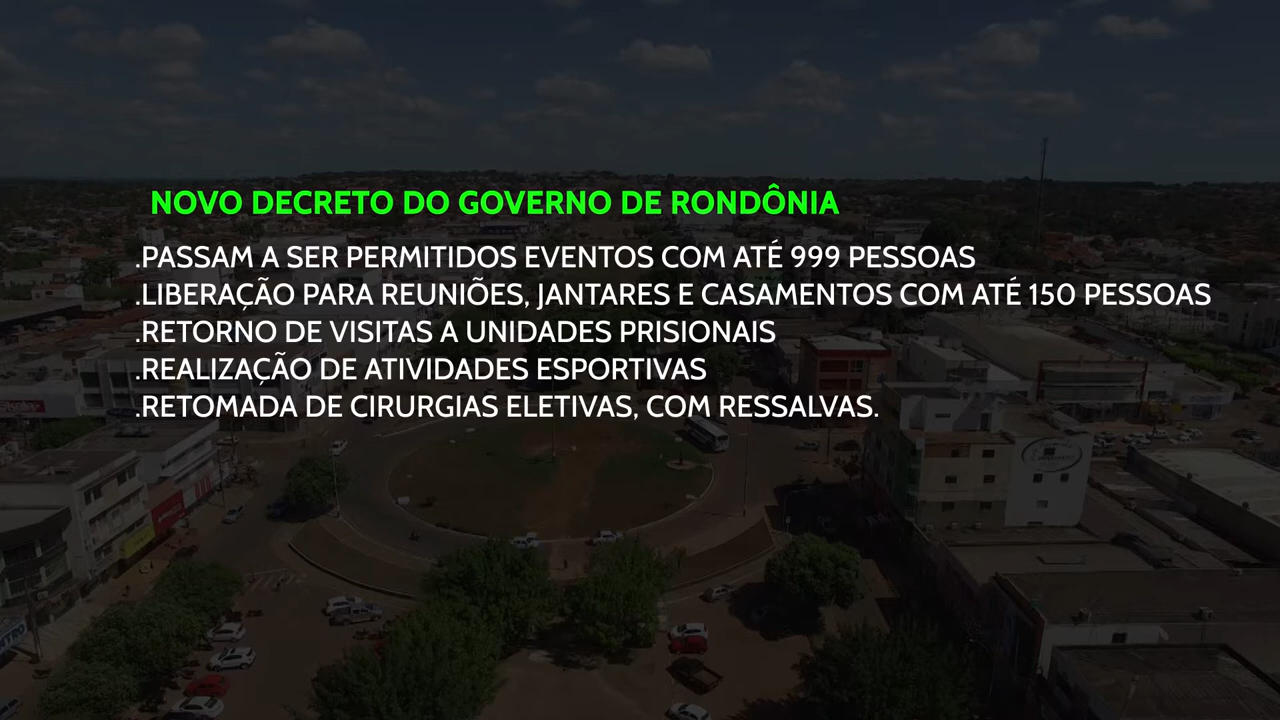 NOVO DECRETO DO GOVERNO DE RONDÔNIA
.PASSAM A SER PERMITIDOS EVENTOS COM ATÉ 999 PESSOAS
.LIBERAÇÃO PARA REUNIÕES, JANTARES E CASAMENTOS COM ATÉ 150 PESSOAS
.RETORNO DE VISITAS A UNIDADES PRISIONAIS
.REALIZAÇÃO DE ATIVIDADES ESPORTIVAS
.RETOMADA DE CIRURGIAS ELETIVAS, COM RESSALVAS.